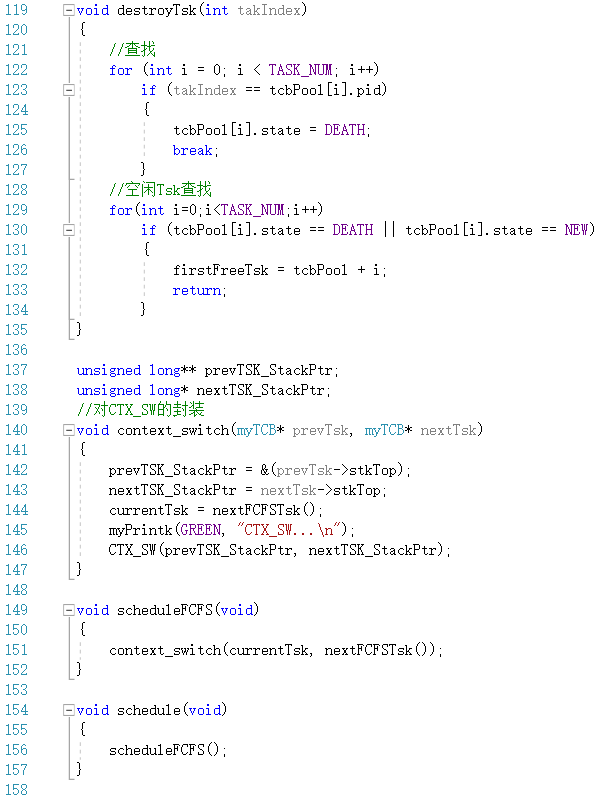 119 void destroyTsk(int takIndex)
120 {
121     //查找
122     for (int i = 0; i < TASK_NUM; i++)
123         if (takIndex == tcbPool[i].pid)
124         {
125             tcbPool[i].state = DEATH;
126             break;
127         }
128     //空闲Tsk查找
129     for(int i=0;i<TASK_NUM;i++)
130         if (tcbPool[i].state == DEATH || tcbPool[i].state == NEW)
131         {
132             firstFreeTsk = tcbPool + i;
133             return;
134         }
135 }
136
137 unsigned long** prevTSK_StackPtr;
138 unsigned long* nextTSK_StackPtr;
139 //对CTX_SW的封装
140 void context_switch(myTCB* prevTsk, myTCB* nextTsk)
141 {
142     prevTSK_StackPtr = &(prevTsk->stkTop);
143     nextTSK_StackPtr = nextTsk->stkTop;
144     currentTsk = nextFCFSTsk();
145     myPrintk(GREEN, "CTX_SW...\n");
146     CTX_SW(prevTSK_StackPtr, nextTSK_StackPtr);
147 }
148
149 void scheduleFCFS(void)
150 {
151     context_switch(currentTsk, nextFCFSTsk());
152 }
153
154 void schedule(void)
155 {
156     scheduleFCFS();
157 }
158